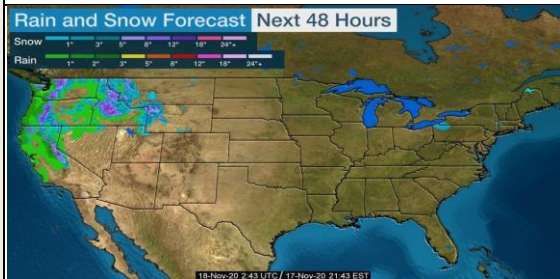 Rain and Snow Forecast Next 48 Hours
Snow
1" 3" 5" 8" 12" 18" 24"+
Rain
1" 2" 3" 5" 8" 12" 18" 24"+
18-Nov-20 2:43 UTC / 17-Nov-20 21:43 EST